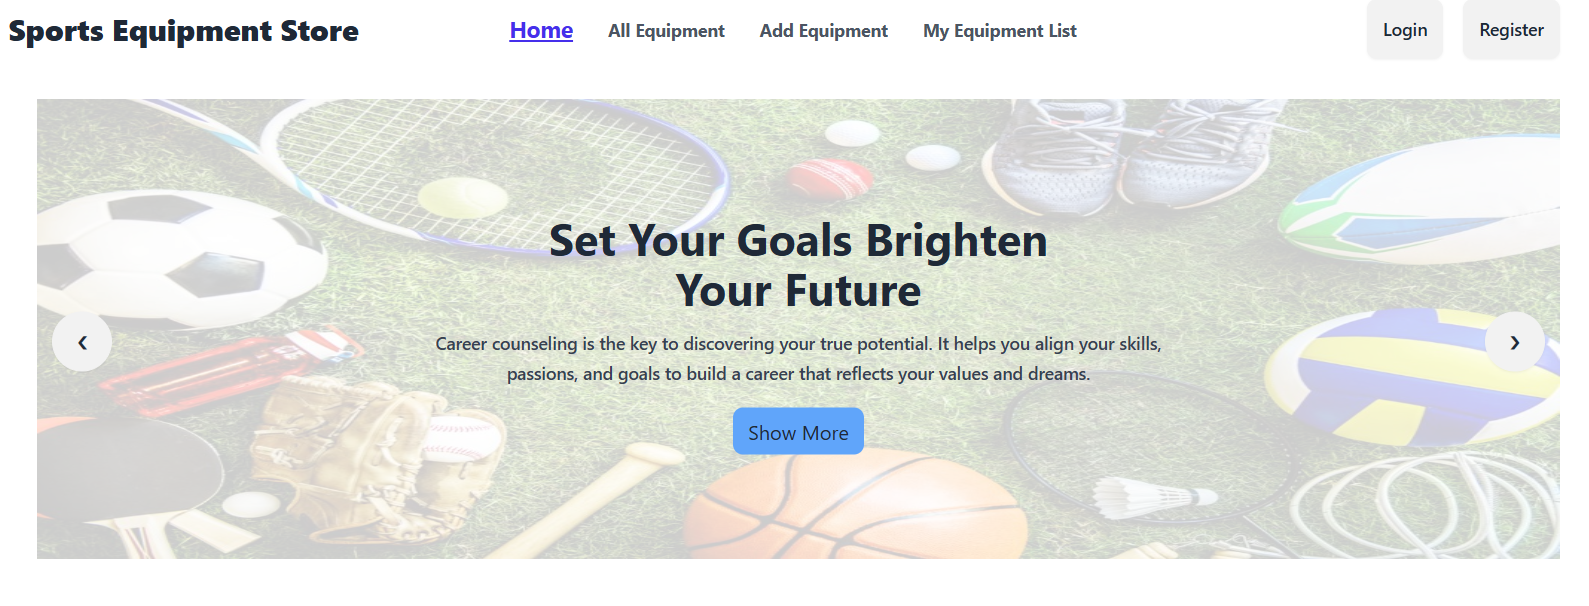 Sports Equipment Store
Home
All Equipment
Add Equipment
My Equipment List
Login
Register
Set Your Goals Brighten
Your Future
Career counseling is the key to discovering your true potential. It helps you align your skills,
passions, and goals to build a career that reflects your values and dreams.
❮
❯
Show More